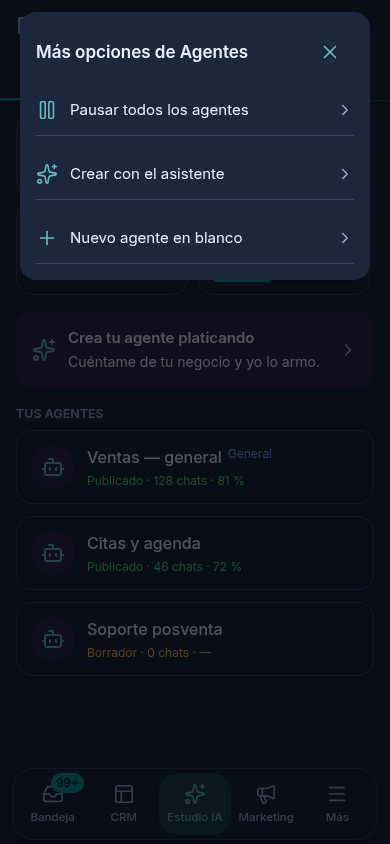 Más opciones de Agentes
Pausar todos los agentes
Crear con el asistente
Nuevo agente en blanco
Crea tu agente platicando
Cuéntame de tu negocio y yo lo armo.
TUS AGENTES
Ventas — general General
Publicado · 128 chats · 81 %
Citas y agenda
Publicado · 46 chats · 72 %
Soporte posventa
Borrador · 0 chats · —
99+
Bandeja CRM Estudio IA Marketing Más